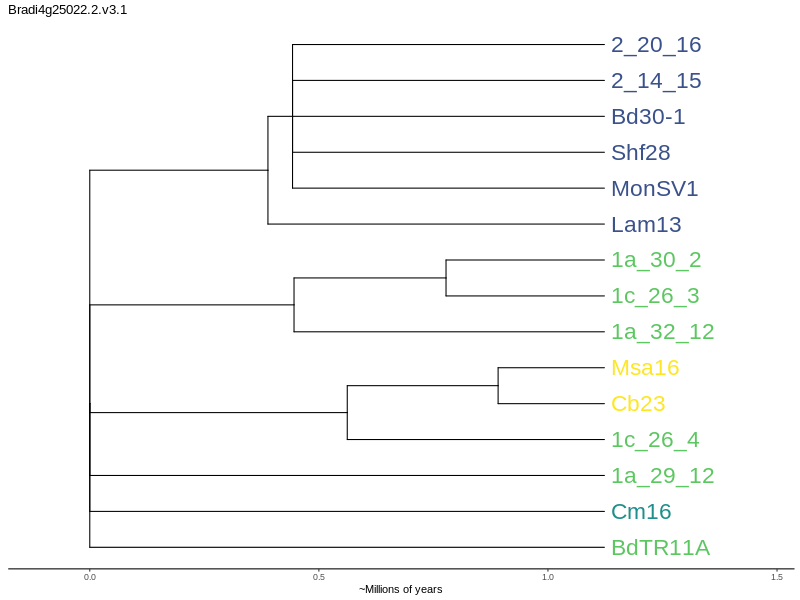 Bradi4g25022.2.v3.1
2_20_16
2_14_15
Bd30-1
Shf28
MonSV1
Lam13
1a_30_2
1c_26_3
1a_32_12
Msa16
Cb23
1c_26_4
1a_29_12
Cm16
BdTR11A
0.0 0.5 1.0 1.5
~Millions of years